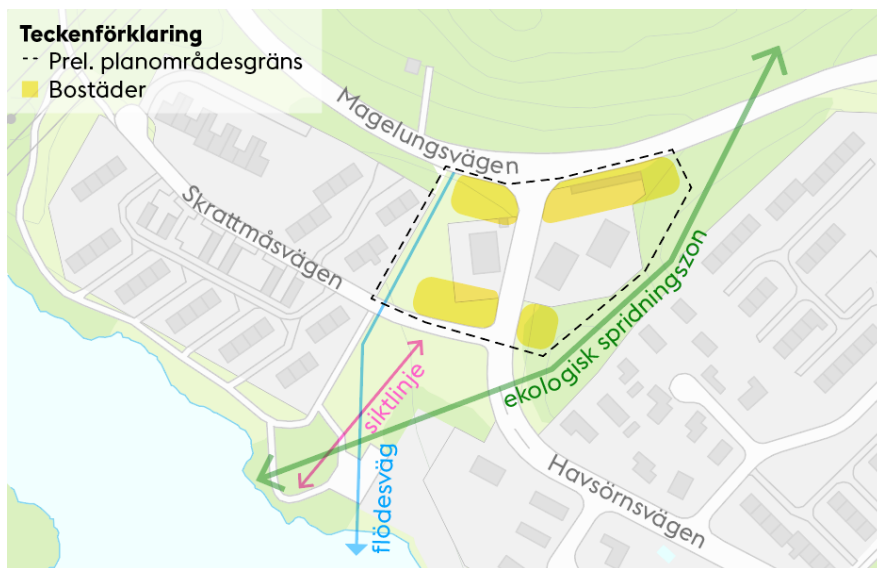 Teckenförklaring
-- Prel. planområdesgräns
Bostäder
Magelungsvägen
Skrattmåsvägen
ekologisk spridningszon
siktlinje
flödesväg
Havsörnsvägen